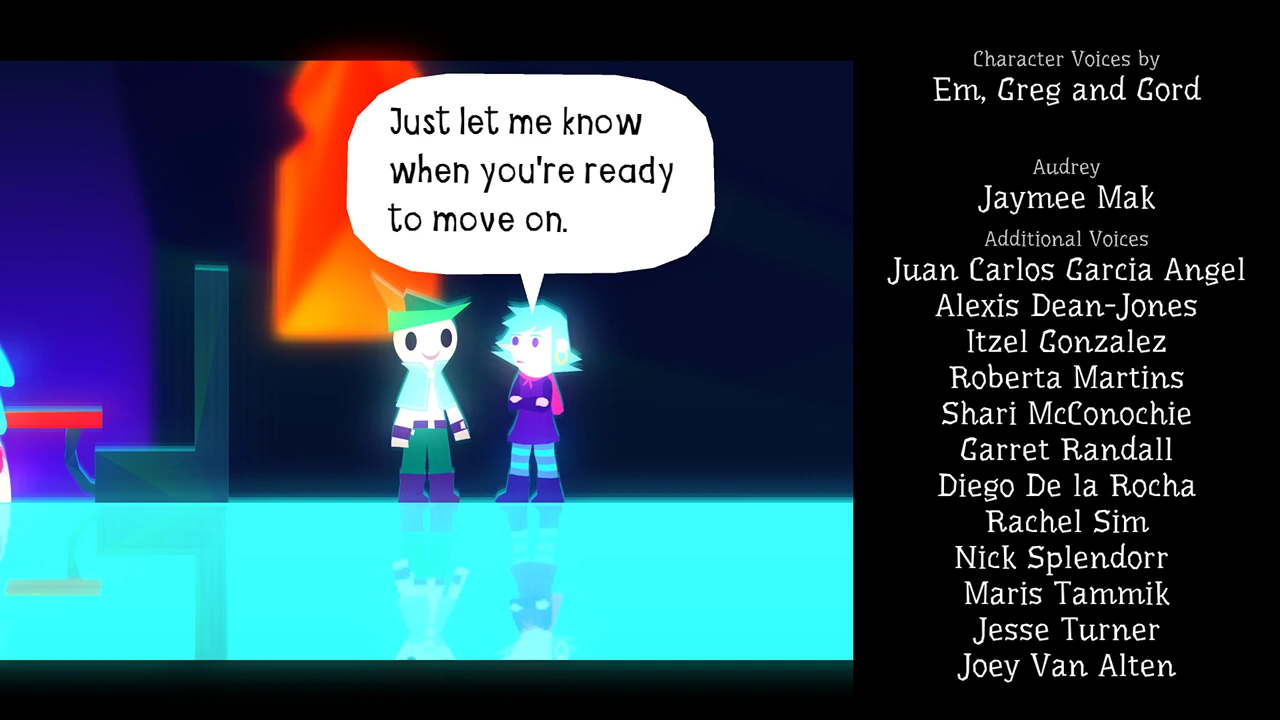 Just let me know
when you're ready
to move on.
Character Voices by
Em, Greg and Gord
Audrey
Jaymee Mak
Additional Voices
Juan Carlos Garcia Angel
Alexis Dean-Jones
Itzel Gonzalez
Roberta Martins
Shari McConochie
Garret Randall
Diego De la Rocha
Rachel Sim
Nick Splendorr
Maris Tammik
Jesse Turner
Joey Van Alten